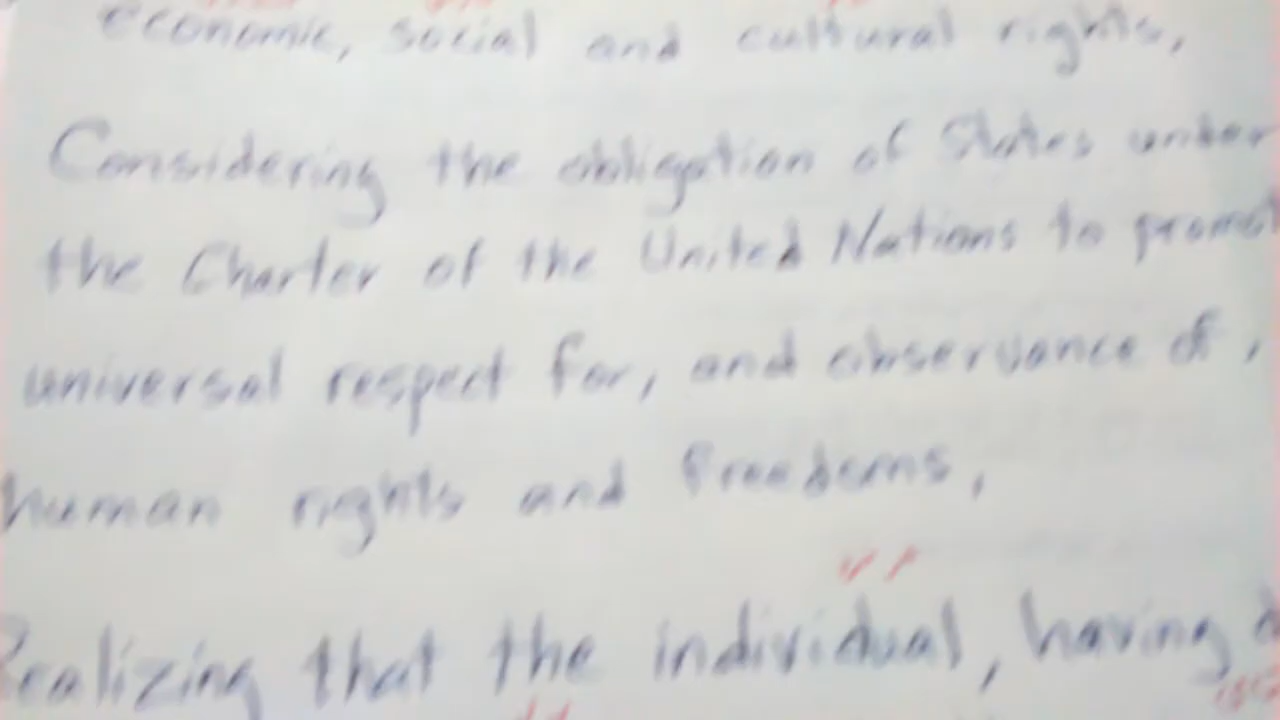 economic, social and cultural rights,
Considering the obligation of States under
the Charter of the United Nations to promot
universal respect for, and observance of,
human rights and freedoms,
Realizing that the individual, having d